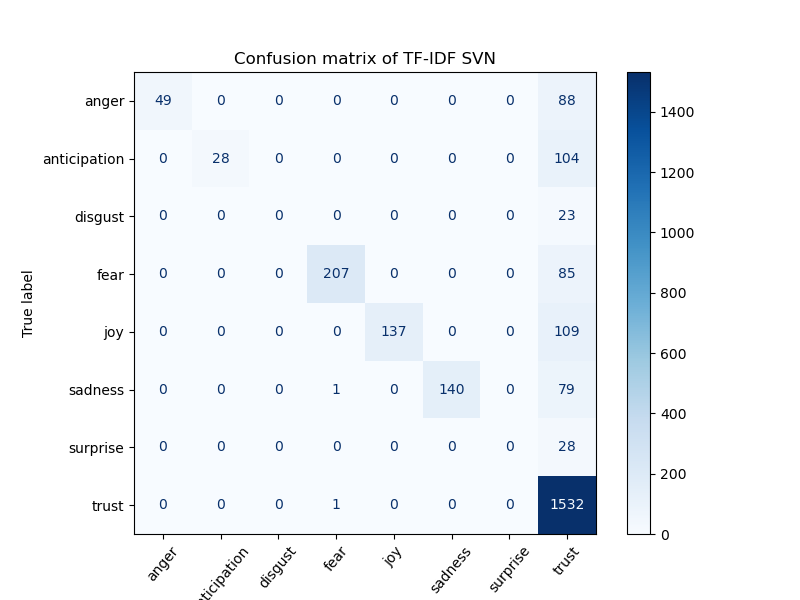 Confusion matrix of TF-IDF SVN
True label
anger 49 0 0 0 0 0 0 88
anticipation 0 28 0 0 0 0 0 104
disgust 0 0 0 0 0 0 0 23
fear 0 0 0 207 0 0 0 85
joy 0 0 0 0 137 0 0 109
sadness 0 0 0 1 0 140 0 79
surprise 0 0 0 0 0 0 0 28
trust 0 0 0 1 0 0 0 1532
anger ticipation disgust fear joy sadness surprise trust
1400
1200
1000
800
600
400
200
0